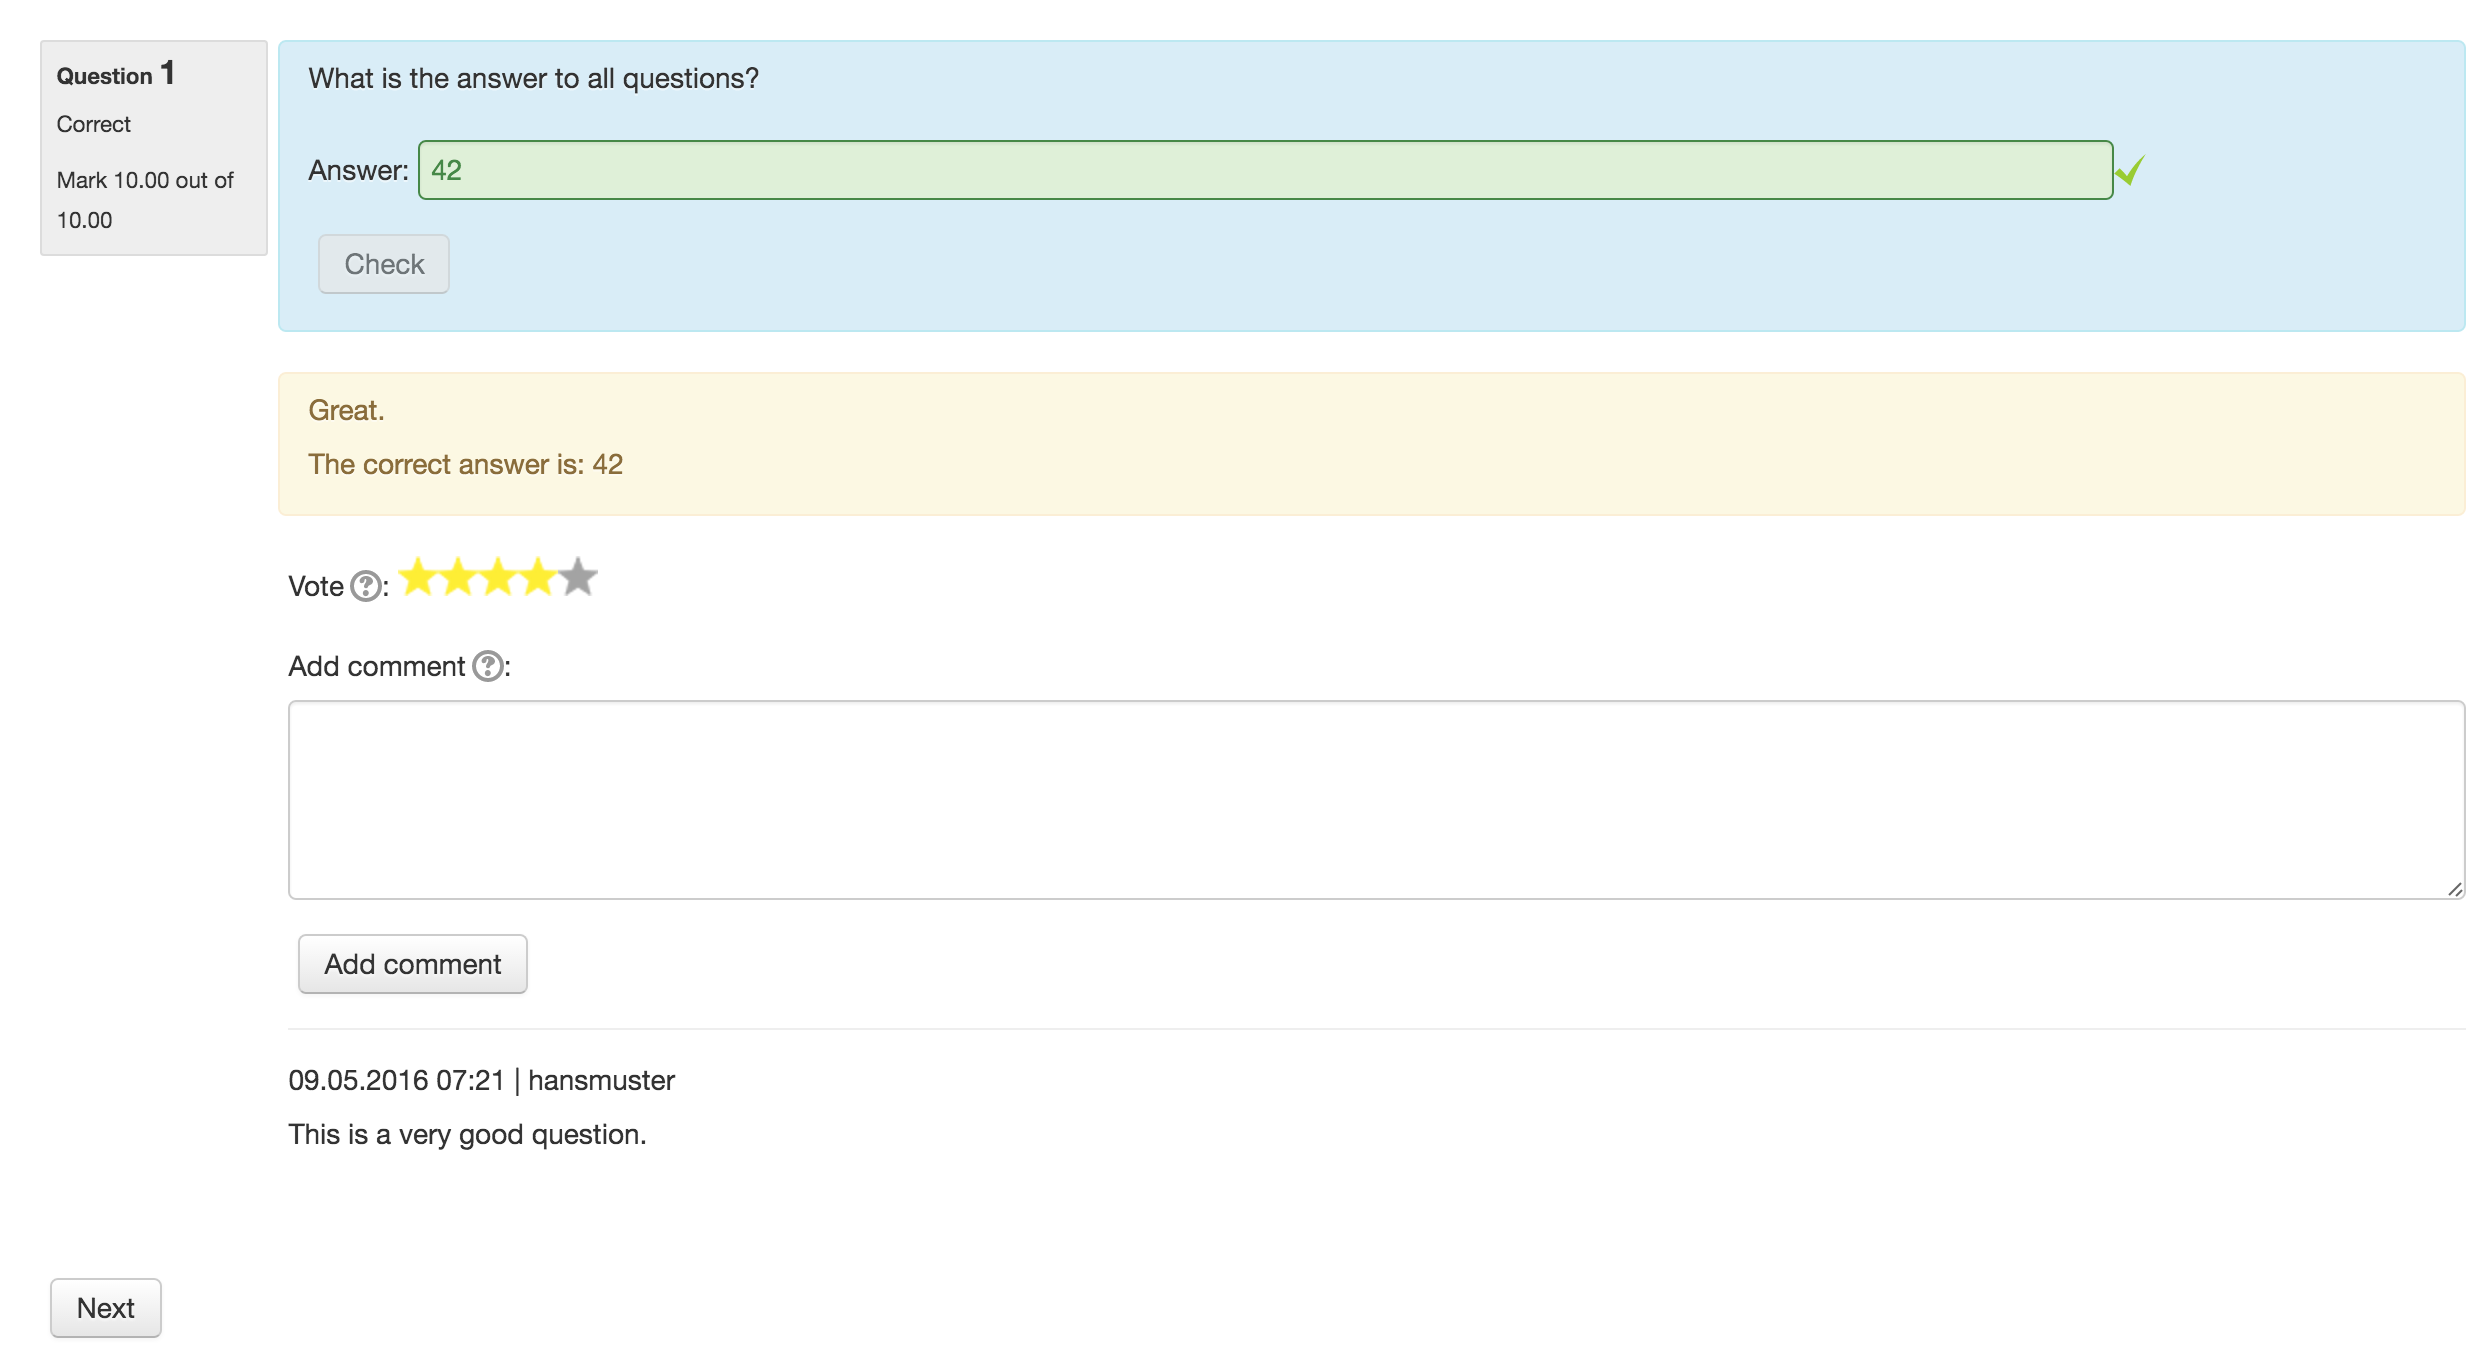 Question 1
Correct
Mark 10.00 out of
10.00
What is the answer to all questions?
Answer: 42
Check
Great.
The correct answer is: 42
Vote ?:
Add comment ?:
Add comment
09.05.2016 07:21 | hansmuster
This is a very good question.
Next